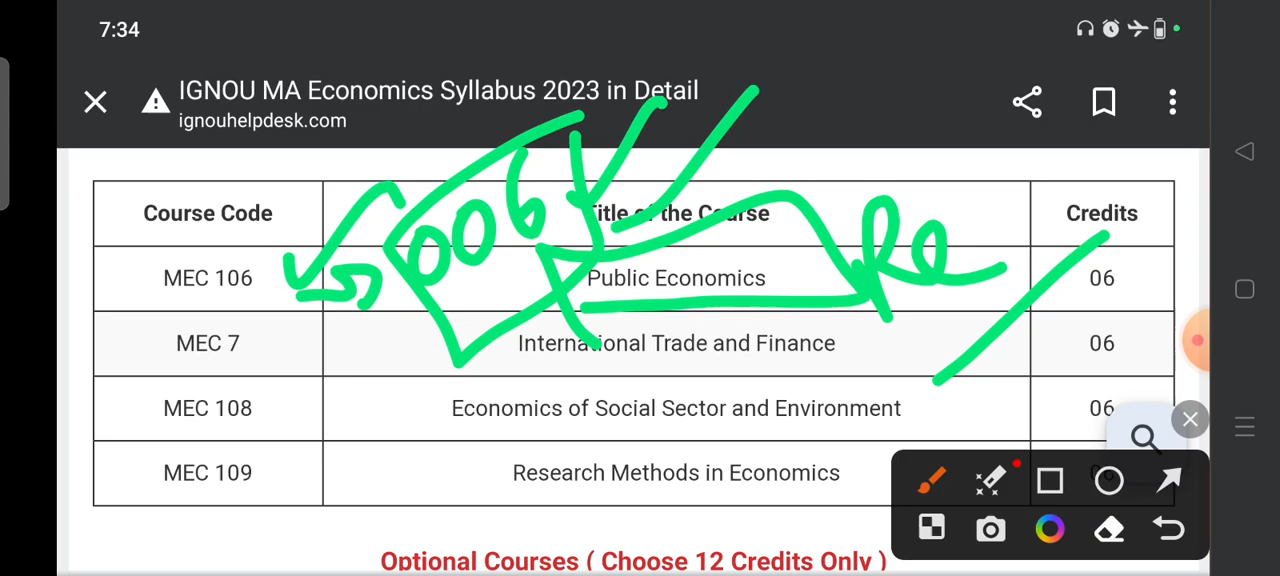 7:34
IGNOU MA Economics Syllabus 2023 in Detail
ignouhelpdesk.com
Course Code Title of the Course Credits
006 Re
MEC 106 Public Economics 06
MEC 7 International Trade and Finance 06
MEC 108 Economics of Social Sector and Environment 06
MEC 109 Research Methods in Economics
Optional Courses ( Choose 12 Credits Only )